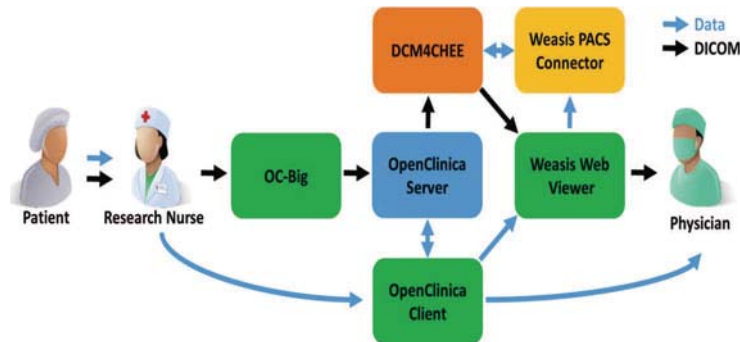 DCM4CHEE
Weasis PACS
Connector
Data
DICOM
OC-Big
OpenClinica
Server
Weasis Web
Viewer
Patient
Research Nurse
Physician
OpenClinica
Client